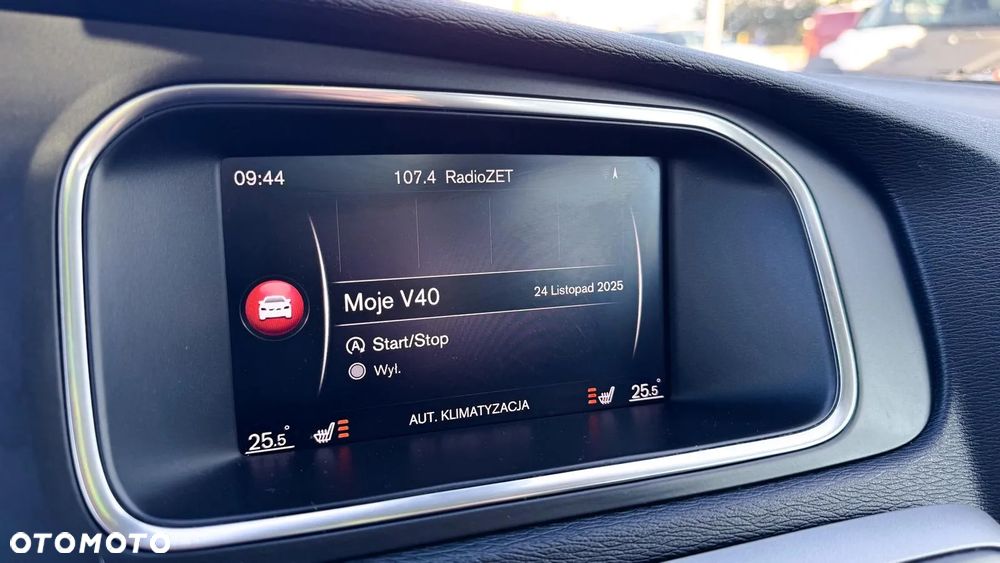 09:44 107.4 RadioZET
Moje V40 24 Listopad 2025
A Start/Stop
Wył.
25.5° AUT. KLIMATYZACJA 25.5°
OTOMOTO